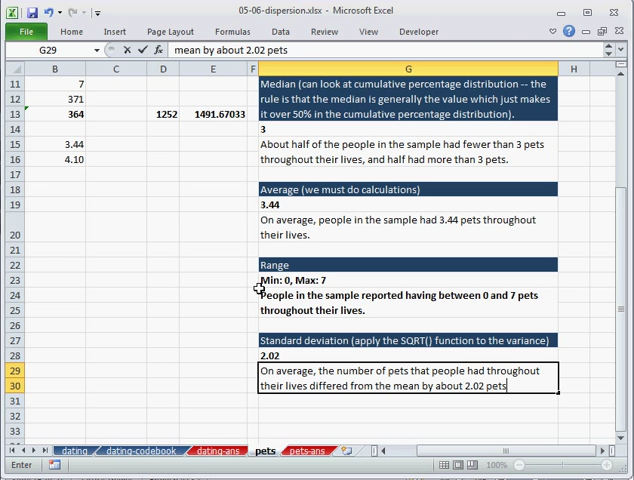 05-06-dispersion.xlsx - Microsoft Excel
File Home Insert Page Layout Formulas Data Review View Developer
G29 fx mean by about 2.02 pets
B C D E F G H
11 7 Median (can look at cumulative percentage distribution -- the
12 371 rule is that the median is generally the value which just makes
13 364 1252 1491.67033 it over 50% in the cumulative percentage distribution).
14 3
15 3.44 About half of the people in the sample had fewer than 3 pets
16 4.10 throughout their lives, and half had more than 3 pets.
18 Average (we must do calculations)
19 3.44
On average, people in the sample had 3.44 pets throughout
20 their lives.
21
22 Range
23 Min: 0, Max: 7
24 People in the sample reported having between 0 and 7 pets
25 throughout their lives.
26
27 Standard deviation (apply the SQRT() function to the variance)
28 2.02
29 On average, the number of pets that people had throughout
30 their lives differed from the mean by about 2.02 pets
31
32
33
dating dating-codebook dating-ans pets pets-ans
Enter 100%